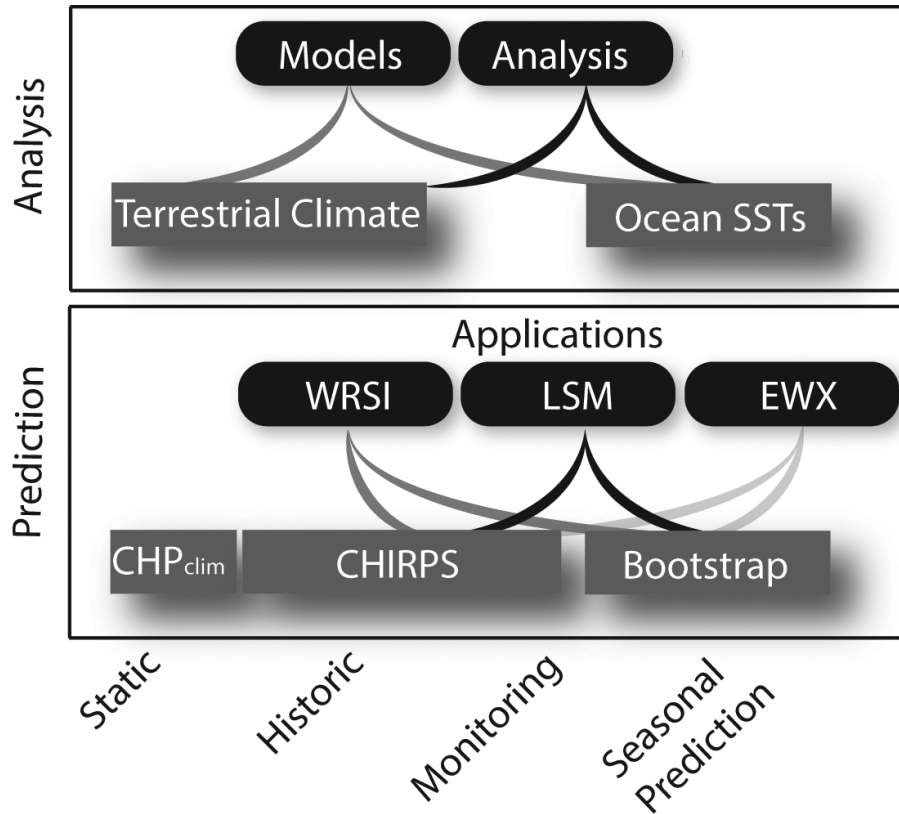 Analysis
Models
Analysis
Terrestrial Climate
Ocean SSTs
Prediction
Applications
WRSI
LSM
EWX
CHPclim
CHIRPS
Bootstrap
Static
Historic
Monitoring
Seasonal
Prediction